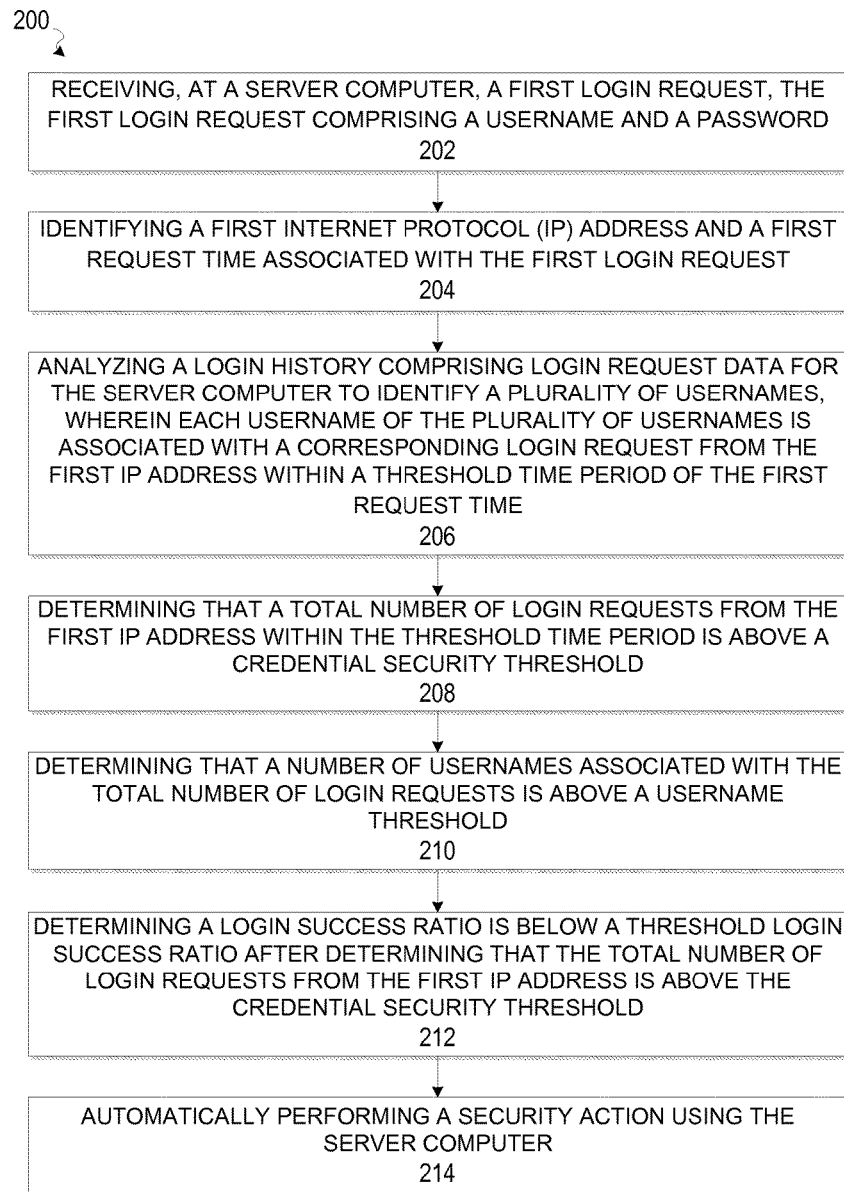 200
RECEIVING, AT A SERVER COMPUTER, A FIRST LOGIN REQUEST, THE
FIRST LOGIN REQUEST COMPRISING A USERNAME AND A PASSWORD
202
IDENTIFYING A FIRST INTERNET PROTOCOL (IP) ADDRESS AND A FIRST
REQUEST TIME ASSOCIATED WITH THE FIRST LOGIN REQUEST
204
ANALYZING A LOGIN HISTORY COMPRISING LOGIN REQUEST DATA FOR
THE SERVER COMPUTER TO IDENTIFY A PLURALITY OF USERNAMES,
WHEREIN EACH USERNAME OF THE PLURALITY OF USERNAMES IS
ASSOCIATED WITH A CORRESPONDING LOGIN REQUEST FROM THE
FIRST IP ADDRESS WITHIN A THRESHOLD TIME PERIOD OF THE FIRST
REQUEST TIME
206
DETERMINING THAT A TOTAL NUMBER OF LOGIN REQUESTS FROM THE
FIRST IP ADDRESS WITHIN THE THRESHOLD TIME PERIOD IS ABOVE A
CREDENTIAL SECURITY THRESHOLD
208
DETERMINING THAT A NUMBER OF USERNAMES ASSOCIATED WITH THE
TOTAL NUMBER OF LOGIN REQUESTS IS ABOVE A USERNAME
THRESHOLD
210
DETERMINING A LOGIN SUCCESS RATIO IS BELOW A THRESHOLD LOGIN
SUCCESS RATIO AFTER DETERMINING THAT THE TOTAL NUMBER OF
LOGIN REQUESTS FROM THE FIRST IP ADDRESS IS ABOVE THE
CREDENTIAL SECURITY THRESHOLD
212
AUTOMATICALLY PERFORMING A SECURITY ACTION USING THE
SERVER COMPUTER
214